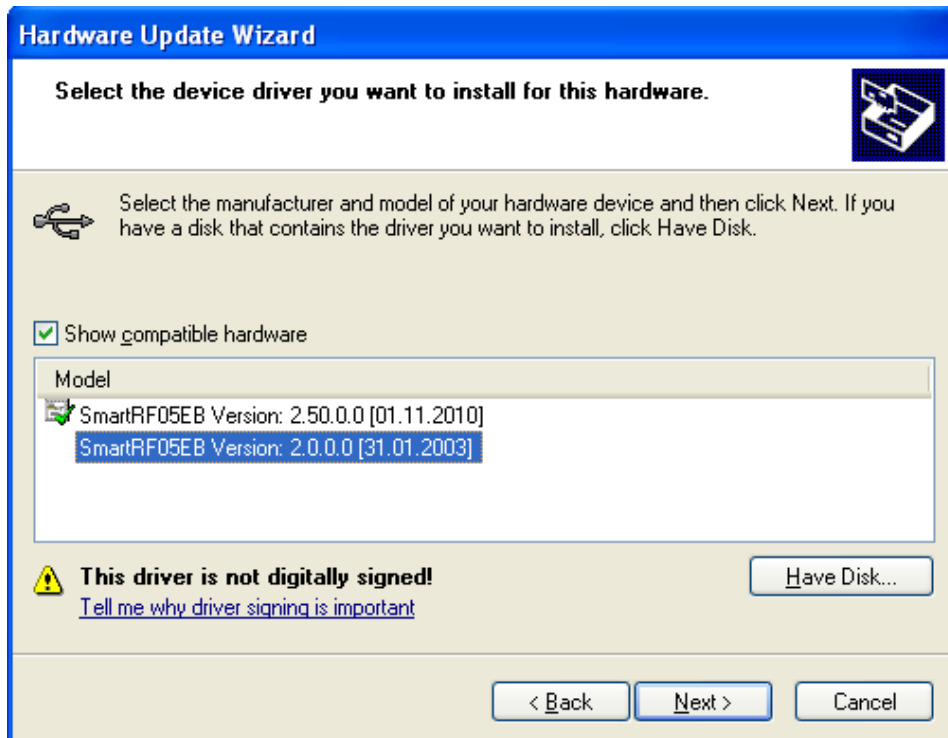 Hardware Update Wizard
Select the device driver you want to install for this hardware.
Select the manufacturer and model of your hardware device and then click Next. If you
have a disk that contains the driver you want to install, click Have Disk.
Show compatible hardware
Model
SmartRF05EB Version: 2.50.0.0 [01.11.2010]
SmartRF05EB Version: 2.0.0.0 [31.01.2003]
This driver is not digitally signed!
Have Disk...
Tell me why driver signing is important
< Back
Next >
Cancel